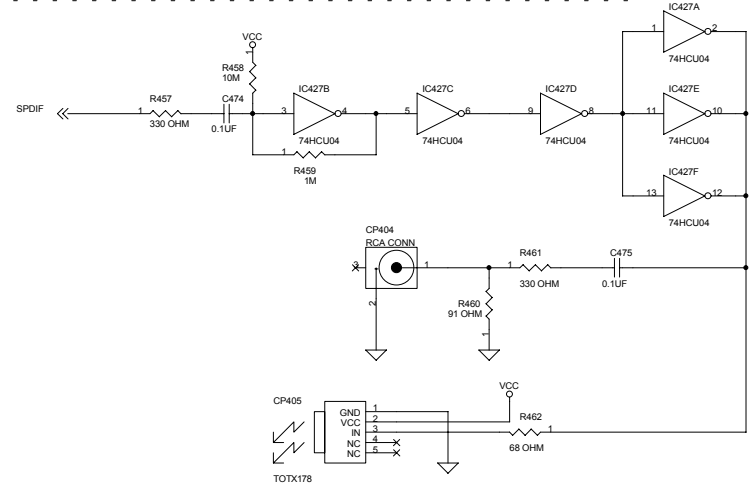 IC427A
1
2
74HCU04
VCC
1
R458
10M
SPDIF
R457
1
330 OHM
C474
0.1UF
IC427B
3
4
74HCU04
1
R459
1M
IC427C
5
6
74HCU04
IC427D
9
8
74HCU04
IC427E
11
10
74HCU04
IC427F
13
12
74HCU04
CP404
RCA CONN
3
1
2
R460
91 OHM
1
R461
1
330 OHM
C475
0.1UF
CP405
GND 1
VCC 2
IN 3
NC 4
NC 5
TOTX178
VCC
R462
1
68 OHM